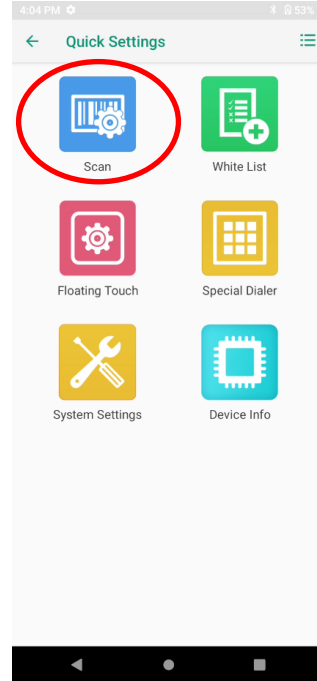 4:04 PM 53%
Quick Settings
Scan White List
Floating Touch Special Dialer
System Settings Device Info